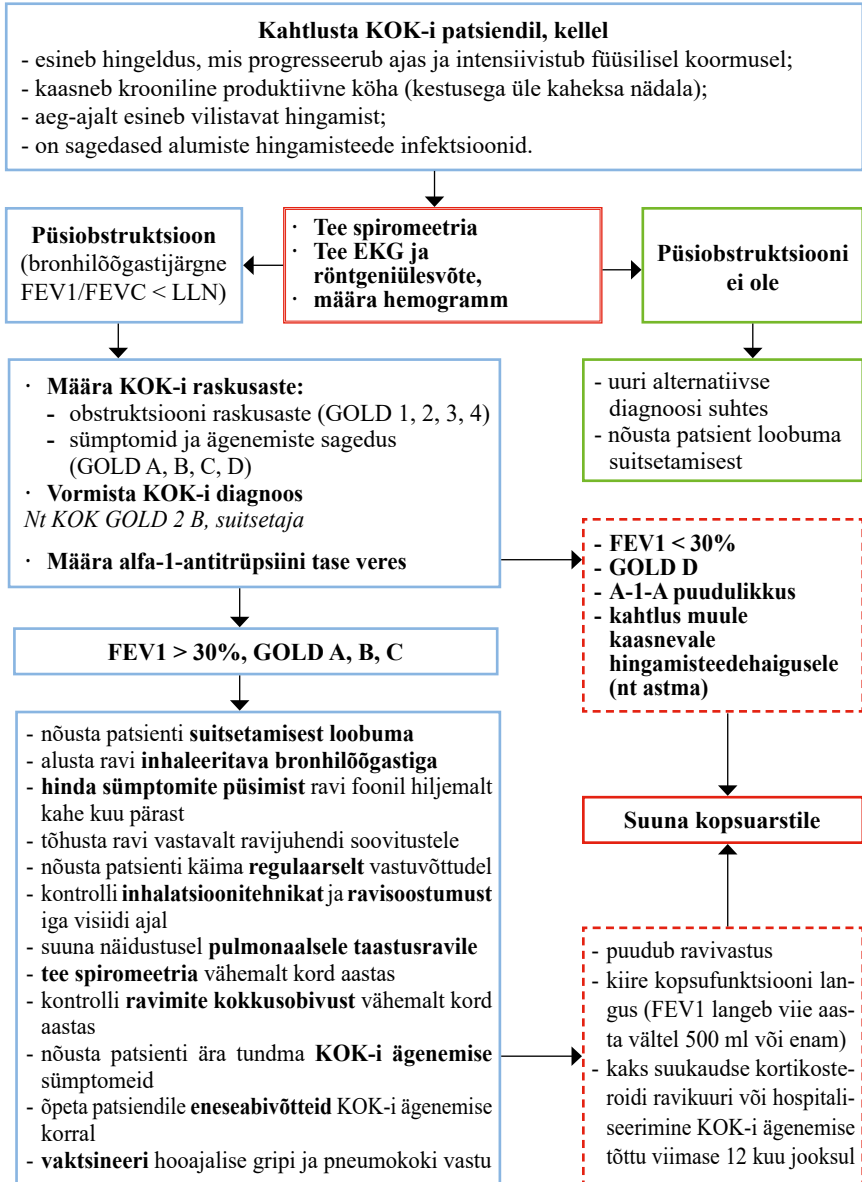 Kahtlusta KOK-i patsiendil, kellel
- esineb hingeldus, mis progresseerub ajas ja intensiivistub füüsilisel koormusel;
- kaasneb krooniline produktiivne köha (kestusega üle kaheksa nädala);
- aeg-ajalt esineb vilistavat hingamist;
- on sagedased alumiste hingamisteede infektsioonid.
Püsiobstruktsioon
(bronhilõõgastijärgne
FEV1/FEVC < LLN)
· Tee spiromeetria
· Tee EKG ja
röntgeniülesvõte,
· määra hemogramm
Püsiobstruktsiooni
ei ole
· Määra KOK-i raskusaste:
- obstruktsiooni raskusaste (GOLD 1, 2, 3, 4)
- sümptomid ja ägenemiste sagedus
(GOLD A, B, C, D)
· Vormista KOK-i diagnoos
Nt KOK GOLD 2 B, suitsetaja
· Määra alfa-1-antitrüpsiini tase veres
- uuri alternatiivse
diagnoosi suhtes
- nõusta patsient loobuma
suitsetamisest
- FEV1 < 30%
- GOLD D
- A-1-A puudulikkus
- kahtlus muule
kaasnevale
hingamisteedehaigusele
(nt astma)
FEV1 > 30%, GOLD A, B, C
- nõusta patsienti suitsetamisest loobuma
- alusta ravi inhaleeritava bronhilõõgastiga
- hinda sümptomite püsimist ravi foonil hiljemalt
kahe kuu pärast
- tõhusta ravi vastavalt ravijuhendi soovitustele
- nõusta patsienti käima regulaarselt vastuvõttudel
- kontrolli inhalatsioonitehnikat ja ravisoostumust
iga visiidi ajal
- suuna näidustusel pulmonaalsele taastusravile
- tee spiromeetria vähemalt kord aastas
- kontrolli ravimite kokkusobivust vähemalt kord
aastas
- nõusta patsienti ära tundma KOK-i ägenemise
sümptomeid
- õpeta patsiendile eneseabivõtteid KOK-i ägenemise
korral
- vaktsineeri hooajalise gripi ja pneumokoki vastu
Suuna kopsuarstile
- puudub ravivastus
- kiire kopsufunktsiooni lan-
gus (FEV1 langeb viie aas-
ta vältel 500 ml või enam)
- kaks suukaudse kortikoste-
roidi ravikuuri või hospitali-
seerimine KOK-i ägenemise
tõttu viimase 12 kuu jooksul